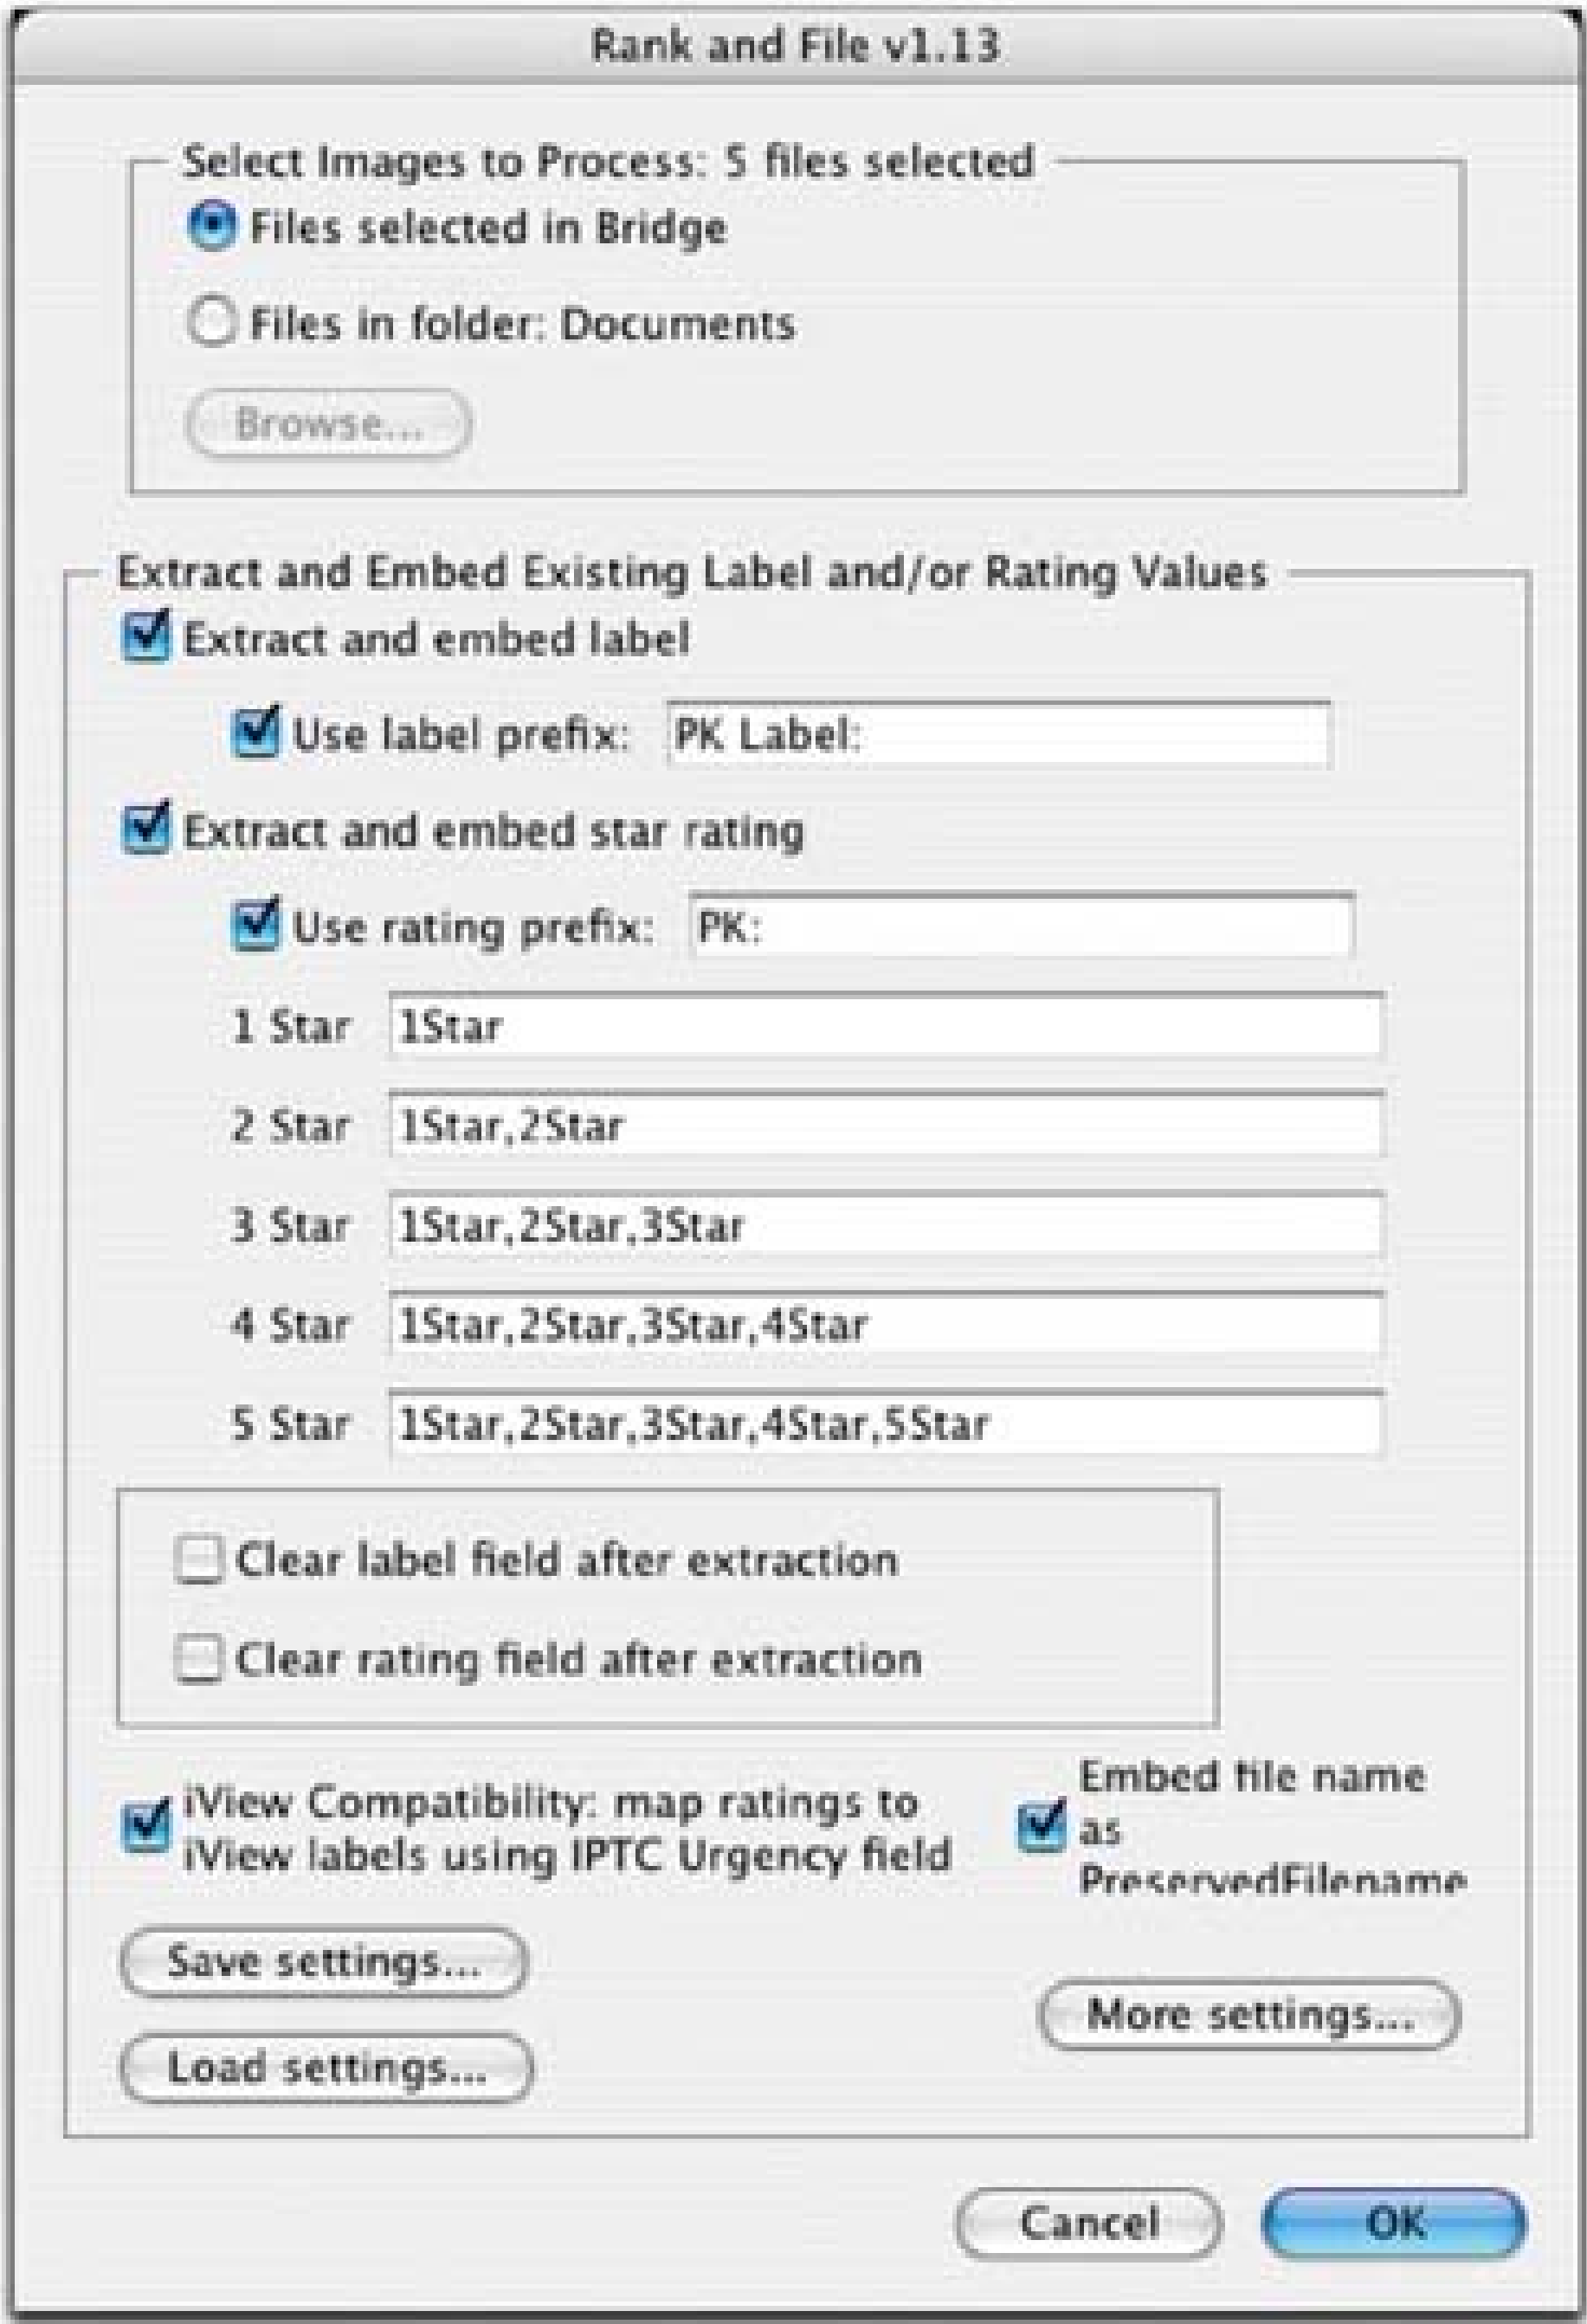 Rank and File v1.13
Select Images to Process: 5 files selected
Files selected in Bridge
Files in folder: Documents
Browse...
Extract and Embed Existing Label and/or Rating Values
Extract and embed label
Use label prefix: PK Label:
Extract and embed star rating
Use rating prefix: PK:
1 Star 1Star
2 Star 1Star,2Star
3 Star 1Star,2Star,3Star
4 Star 1Star,2Star,3Star,4Star
5 Star 1Star,2Star,3Star,4Star,5Star
Clear label field after extraction
Clear rating field after extraction
iView Compatibility: map ratings to
iView labels using IPTC Urgency field
Embed file name
as
PreservedFilename
Save settings...
More settings...
Load settings...
Cancel OK